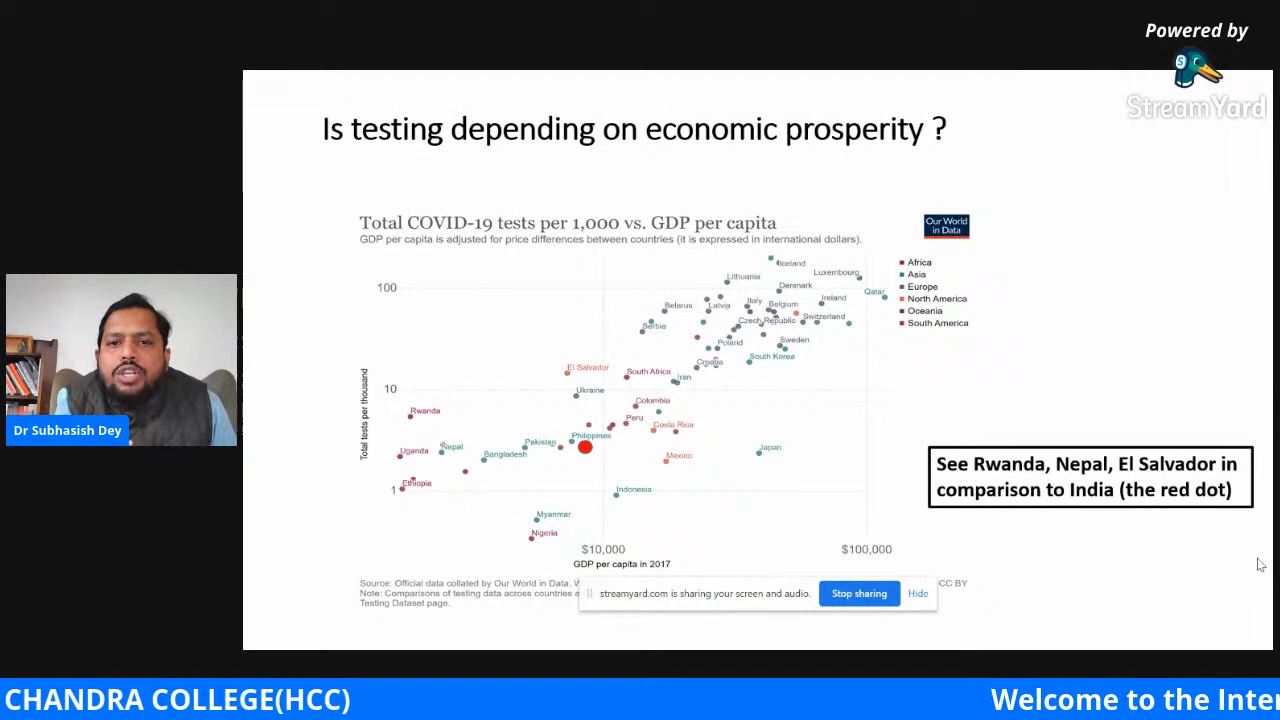 Powered by
StreamYard
Is testing depending on economic prosperity ?
Total COVID-19 tests per 1,000 vs. GDP per capita
GDP per capita is adjusted for price differences between countries (it is expressed in international dollars).
Our World
in Data
Africa
Asia
Europe
North America
Oceania
South America
Total tests per thousand
100
10
1
Iceland
Luxembourg
Lithuania
Denmark
Qatar
Ireland
Belarus
Latvia
Italy
Belgium
Serbia
Czech Republic
Switzerland
Poland
Sweden
South Korea
Croatia
El Salvador
South Africa
Iran
Ukraine
Colombia
Rwanda
Peru
Costa Rica
Philippines
Pakistan
Nepal
Uganda
Bangladesh
Japan
Mexico
Ethiopia
Indonesia
Myanmar
Nigeria
$10,000
$100,000
GDP per capita in 2017
See Rwanda, Nepal, El Salvador in
comparison to India (the red dot)
Source: Official data collated by Our World in Data, CC BY
Note: Comparisons of testing data across countries
Testing Dataset page.
streamyard.com is sharing your screen and audio.
Stop sharing
Hide
Dr Subhasish Dey
CHANDRA COLLEGE(HCC)
Welcome to the Inter